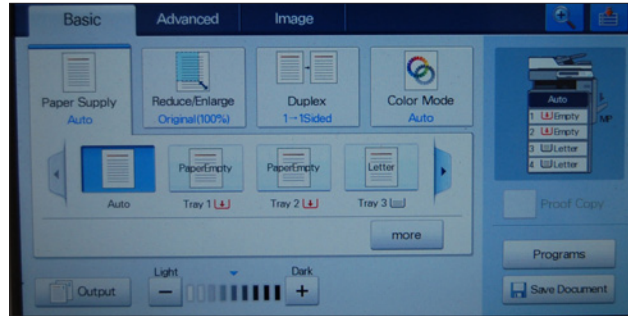 Basic
Advanced
Image
Paper Supply
Auto
Reduce/Enlarge
Original(100%)
Duplex
1→1Sided
Color Mode
Auto
Auto
1 Empty
2 Empty
3 Letter
4 Letter
MP
PaperEmpty
PaperEmpty
Letter
Auto
Tray 1
Tray 2
Tray 3
more
Proof Copy
Programs
Save Document
Output
Light
Dark